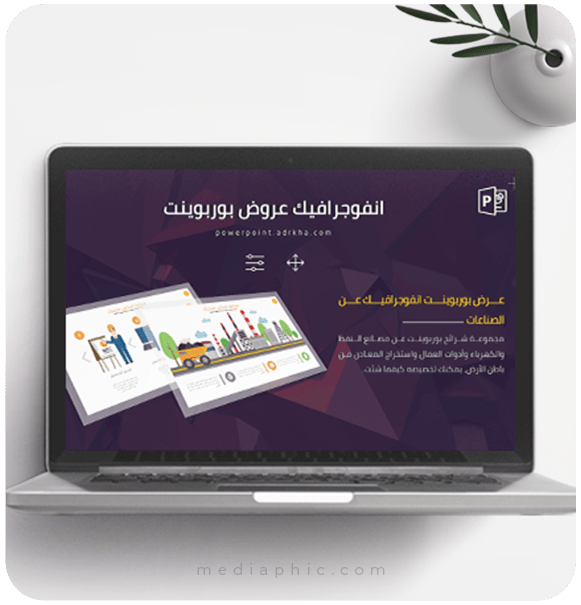 انفوجرافيك عروض بوربوينت
powerpoint.adrkha.com
P
عرض بوربوينت انفوجرافيك عن
الصناعات
مجموعة شرائح بوربوينت عن مصانع النفط
والكهرباء وأدوات العمال واستخراج المعادن من
باطن الأرض, يمكنك تخصيصه كيفما شئت.
mediaphic.com